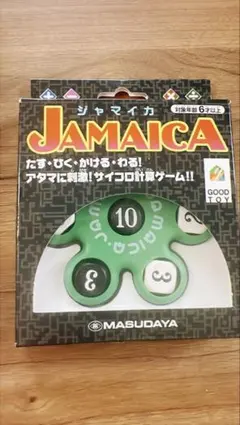 ジャマイカ
対象年齢6才以上
JAMAICA
たす・ひく・かける・わる!
アタマに刺激!サイコロ計算ゲーム!!
GOOD
TOY
10
JAMAICA
3
3
MASUDAYA